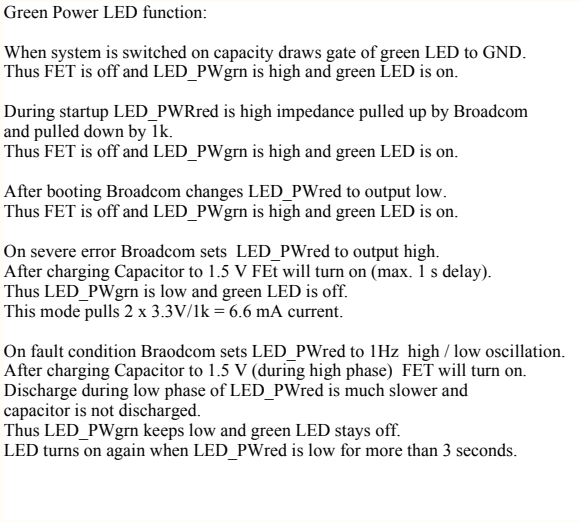 Green Power LED function:
When system is switched on capacity draws gate of green LED to GND.
Thus FET is off and LED_PWgrn is high and green LED is on.
During startup LED_PWRred is high impedance pulled up by Broadcom
and pulled down by 1k.
Thus FET is off and LED_PWgrn is high and green LED is on.
After booting Broadcom changes LED_PWred to output low.
Thus FET is off and LED_PWgrn is high and green LED is on.
On severe error Broadcom sets  LED_PWred to output high.
After charging Capacitor to 1.5 V FEt will turn on (max. 1 s delay).
Thus LED_PWgrn is low and green LED is off.
This mode pulls 2 x 3.3V/1k = 6.6 mA current.
On fault condition Braodcom sets LED_PWred to 1Hz  high / low oscillation.
After charging Capacitor to 1.5 V (during high phase)  FET will turn on.
Discharge during low phase of LED_PWred is much slower and
capacitor is not discharged.
Thus LED_PWgrn keeps low and green LED stays off.
LED turns on again when LED_PWred is low for more than 3 seconds.